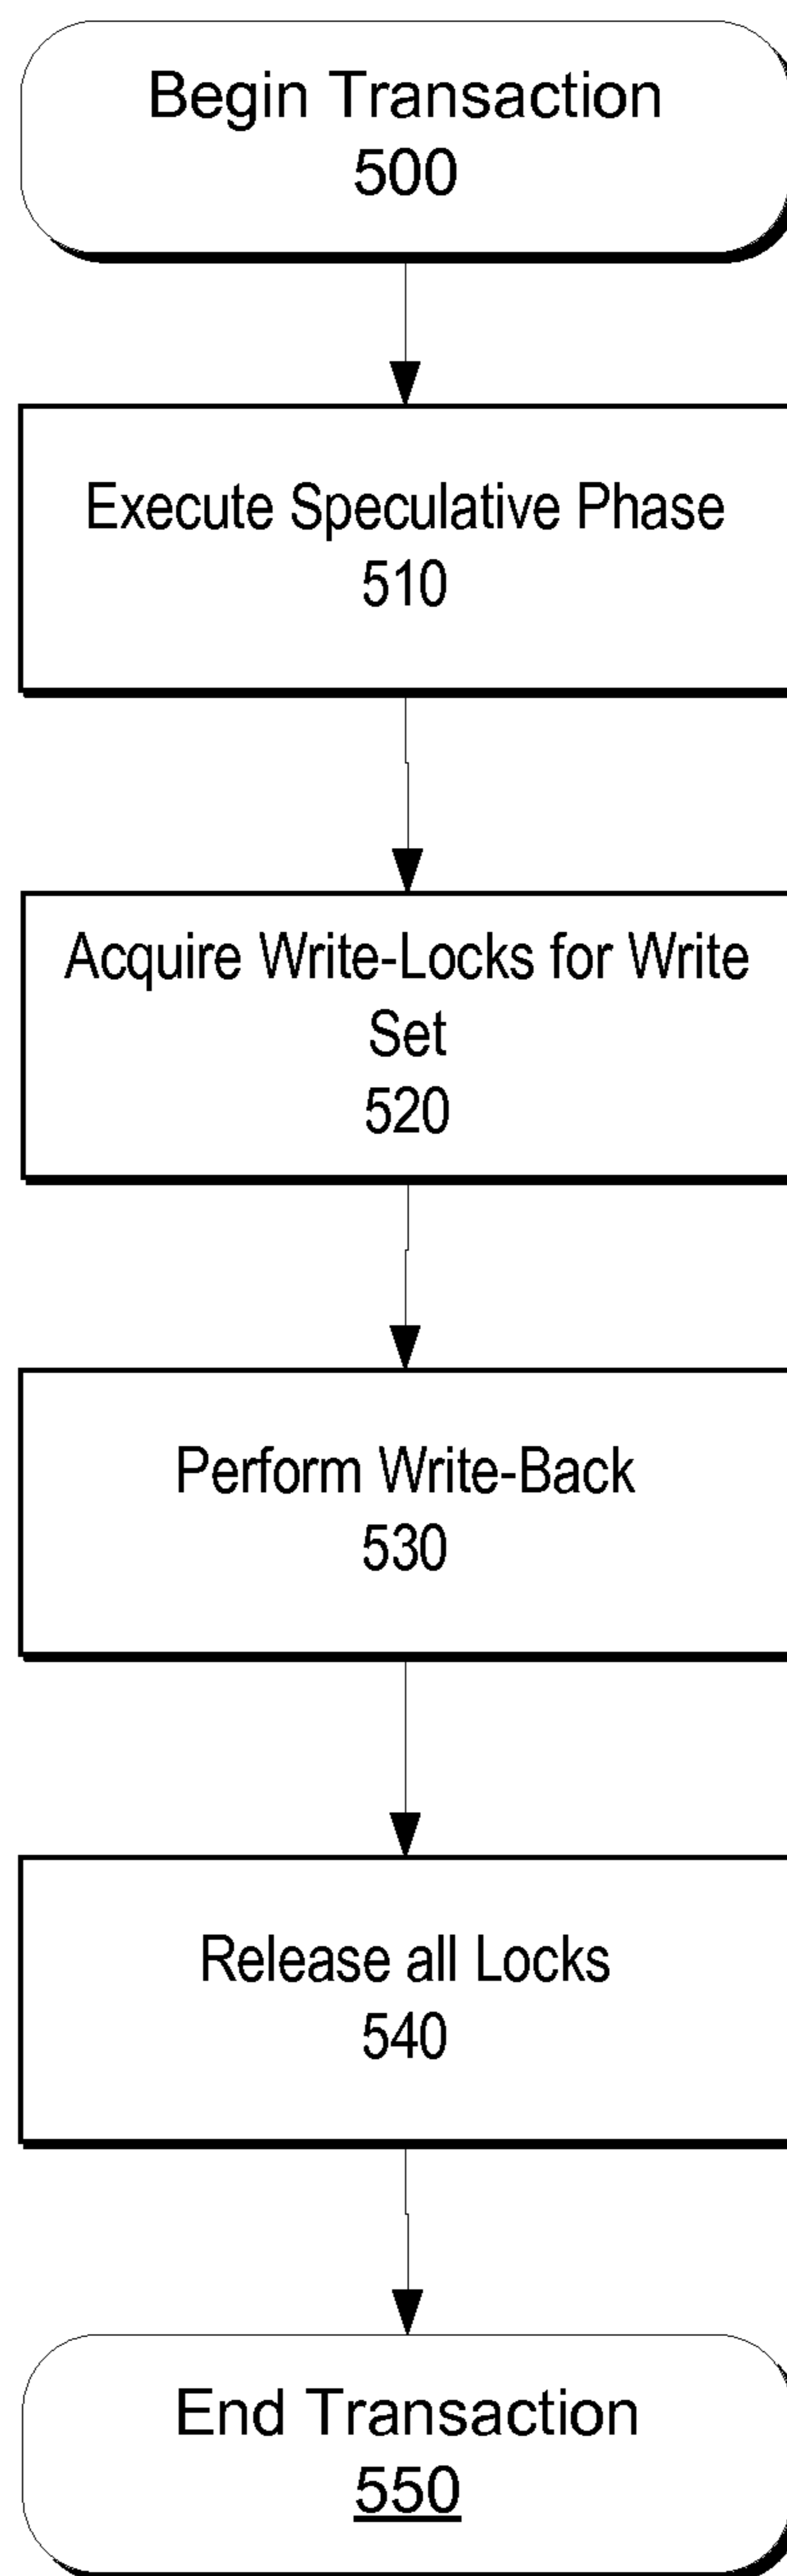 Begin Transaction
500
Execute Speculative Phase
510
Acquire Write-Locks for Write
Set
520
Perform Write-Back
530
Release all Locks
540
End Transaction
550